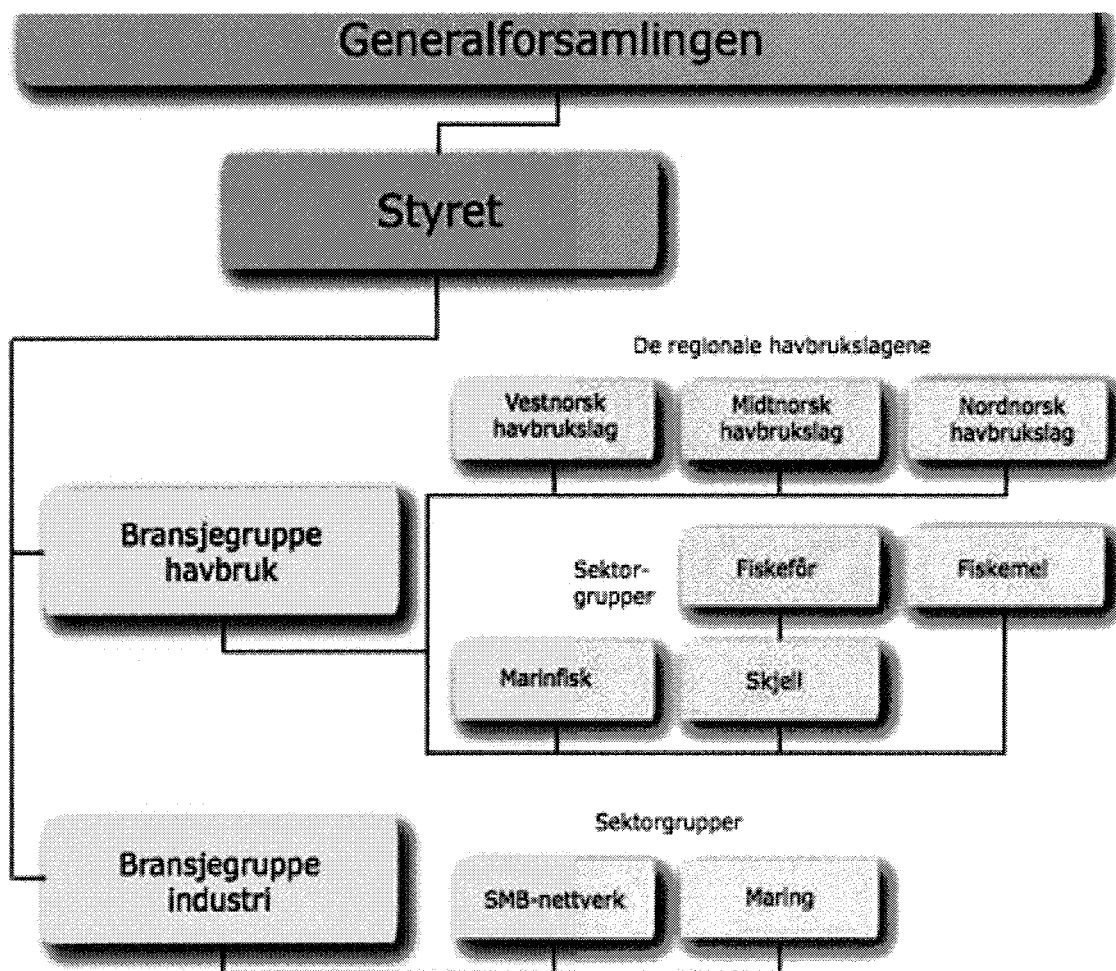 Generalforsamlingen
Styret
De regionale havbrukslagene
Vestnorsk
havbrukslag
Midtnorsk
havbrukslag
Nordnorsk
havbrukslag
Bransjegruppe
havbruk
Sektor-
grupper
Fiskefôr
Fiskemel
Marinfisk
Skjell
Sektorgrupper
Bransjegruppe
industri
SMB-nettverk
Maring